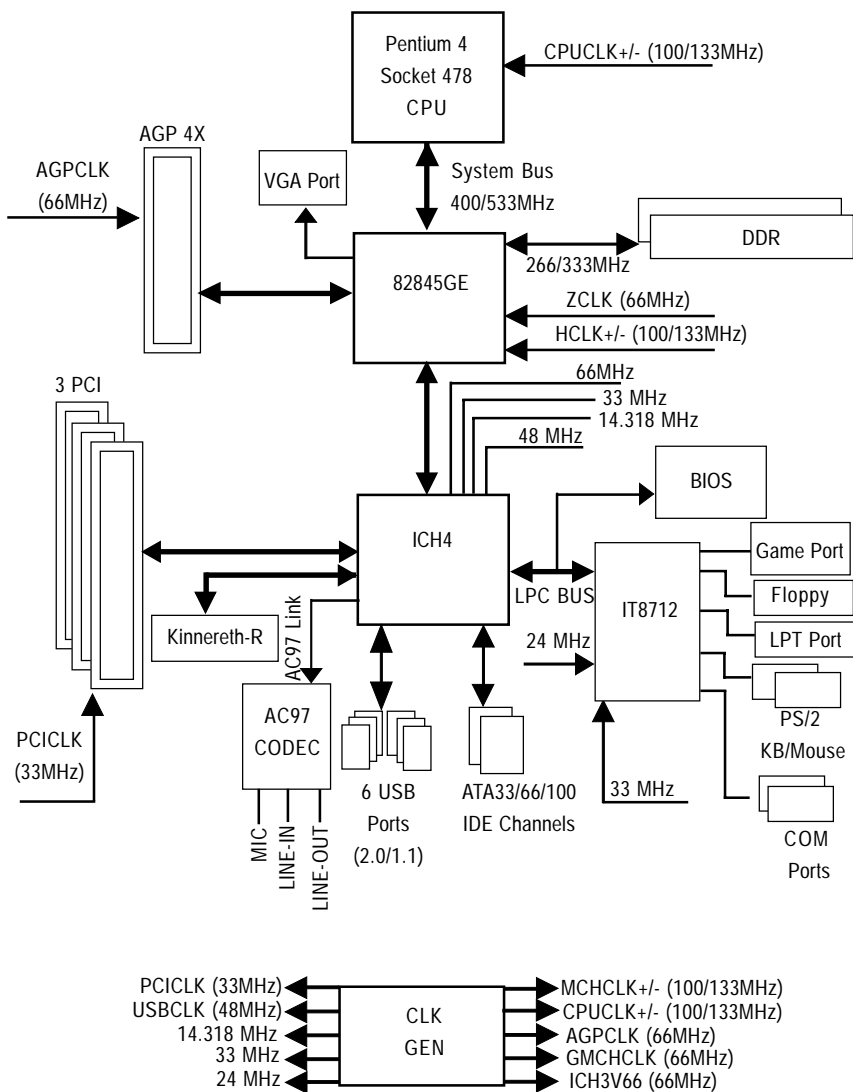 Pentium 4
Socket 478
CPU
CPUCLK+/- (100/133MHz)
AGP 4X
AGPCLK
(66MHz)
VGA Port
System Bus
400/533MHz
DDR
266/333MHz
82845GE
ZCLK (66MHz)
HCLK+/- (100/133MHz)
66MHz
33 MHz
14.318 MHz
48 MHz
3 PCI
BIOS
ICH4
Game Port
LPC BUS
IT8712
Floppy
Kinnereth-R
AC97 Link
24 MHz
LPT Port
PS/2
KB/Mouse
PCICLK
(33MHz)
AC97
CODEC
33 MHz
6 USB
Ports
(2.0/1.1)
ATA33/66/100
IDE Channels
COM
Ports
MIC
LINE-IN
LINE-OUT
PCICLK (33MHz)
USBCLK (48MHz)
14.318 MHz
33 MHz
24 MHz
CLK
GEN
MCHCLK+/- (100/133MHz)
CPUCLK+/- (100/133MHz)
AGPCLK (66MHz)
GMCHCLK (66MHz)
ICH3V66 (66MHz)